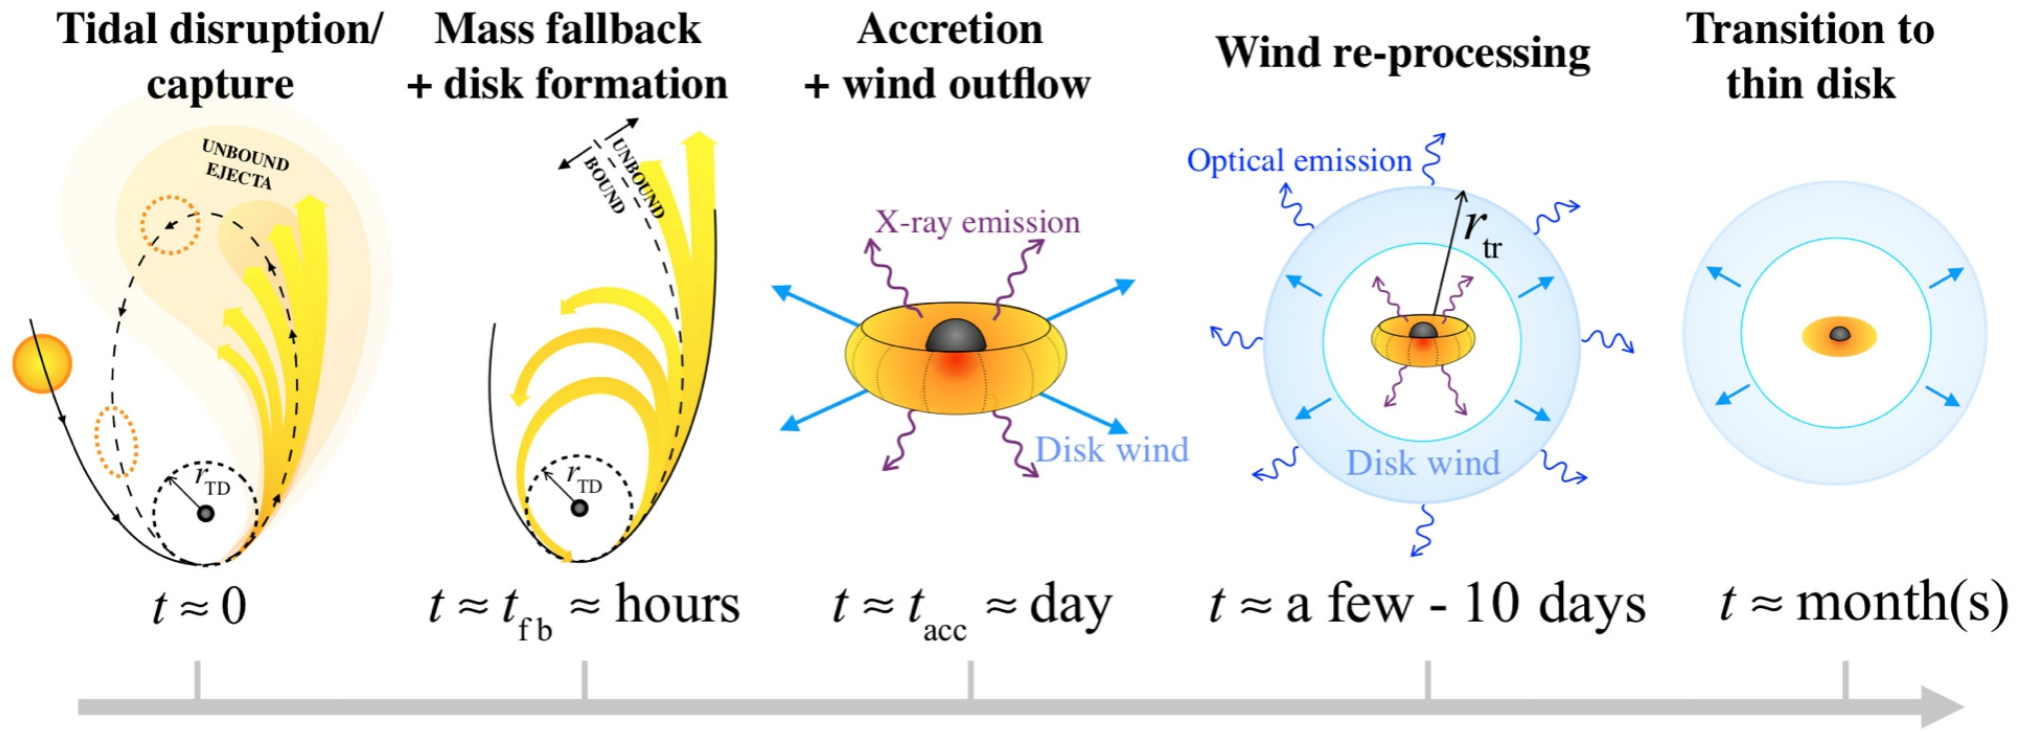 Tidal disruption/
capture
UNBOUND
EJECTA
r_TD
t ≈ 0
Mass fallback
+ disk formation
UNBOUND
BOUND
r_TD
t ≈ t_fb ≈ hours
Accretion
+ wind outflow
X-ray emission
Disk wind
t ≈ t_acc ≈ day
Wind re-processing
Optical emission
r_tr
Disk wind
t ≈ a few - 10 days
Transition to
thin disk
t ≈ month(s)